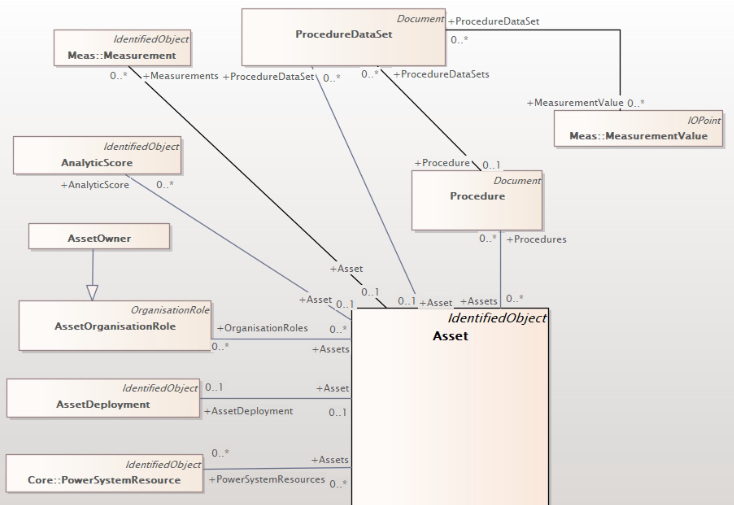 Document
ProcedureDataSet
+ProcedureDataSet
0..*
IdentifiedObject
Meas::Measurement
0..*
+Measurements
+ProcedureDataSet
0..*
0..*
+ProcedureDataSets
+MeasurementValue
0..*
IOPoint
Meas::MeasurementValue
IdentifiedObject
AnalyticScore
+AnalyticScore
0..*
+Procedure
0..1
Document
Procedure
0..*
+Procedures
AssetOwner
+Asset
0..1
+Asset
0..1
0..1
+Asset
+Assets
0..*
OrganisationRole
AssetOrganisationRole
+OrganisationRoles
0..*
0..*
+Assets
IdentifiedObject
Asset
IdentifiedObject
AssetDeployment
0..1
+Asset
+AssetDeployment
0..1
IdentifiedObject
Core::PowerSystemResource
0..*
+Assets
+PowerSystemResources
0..*